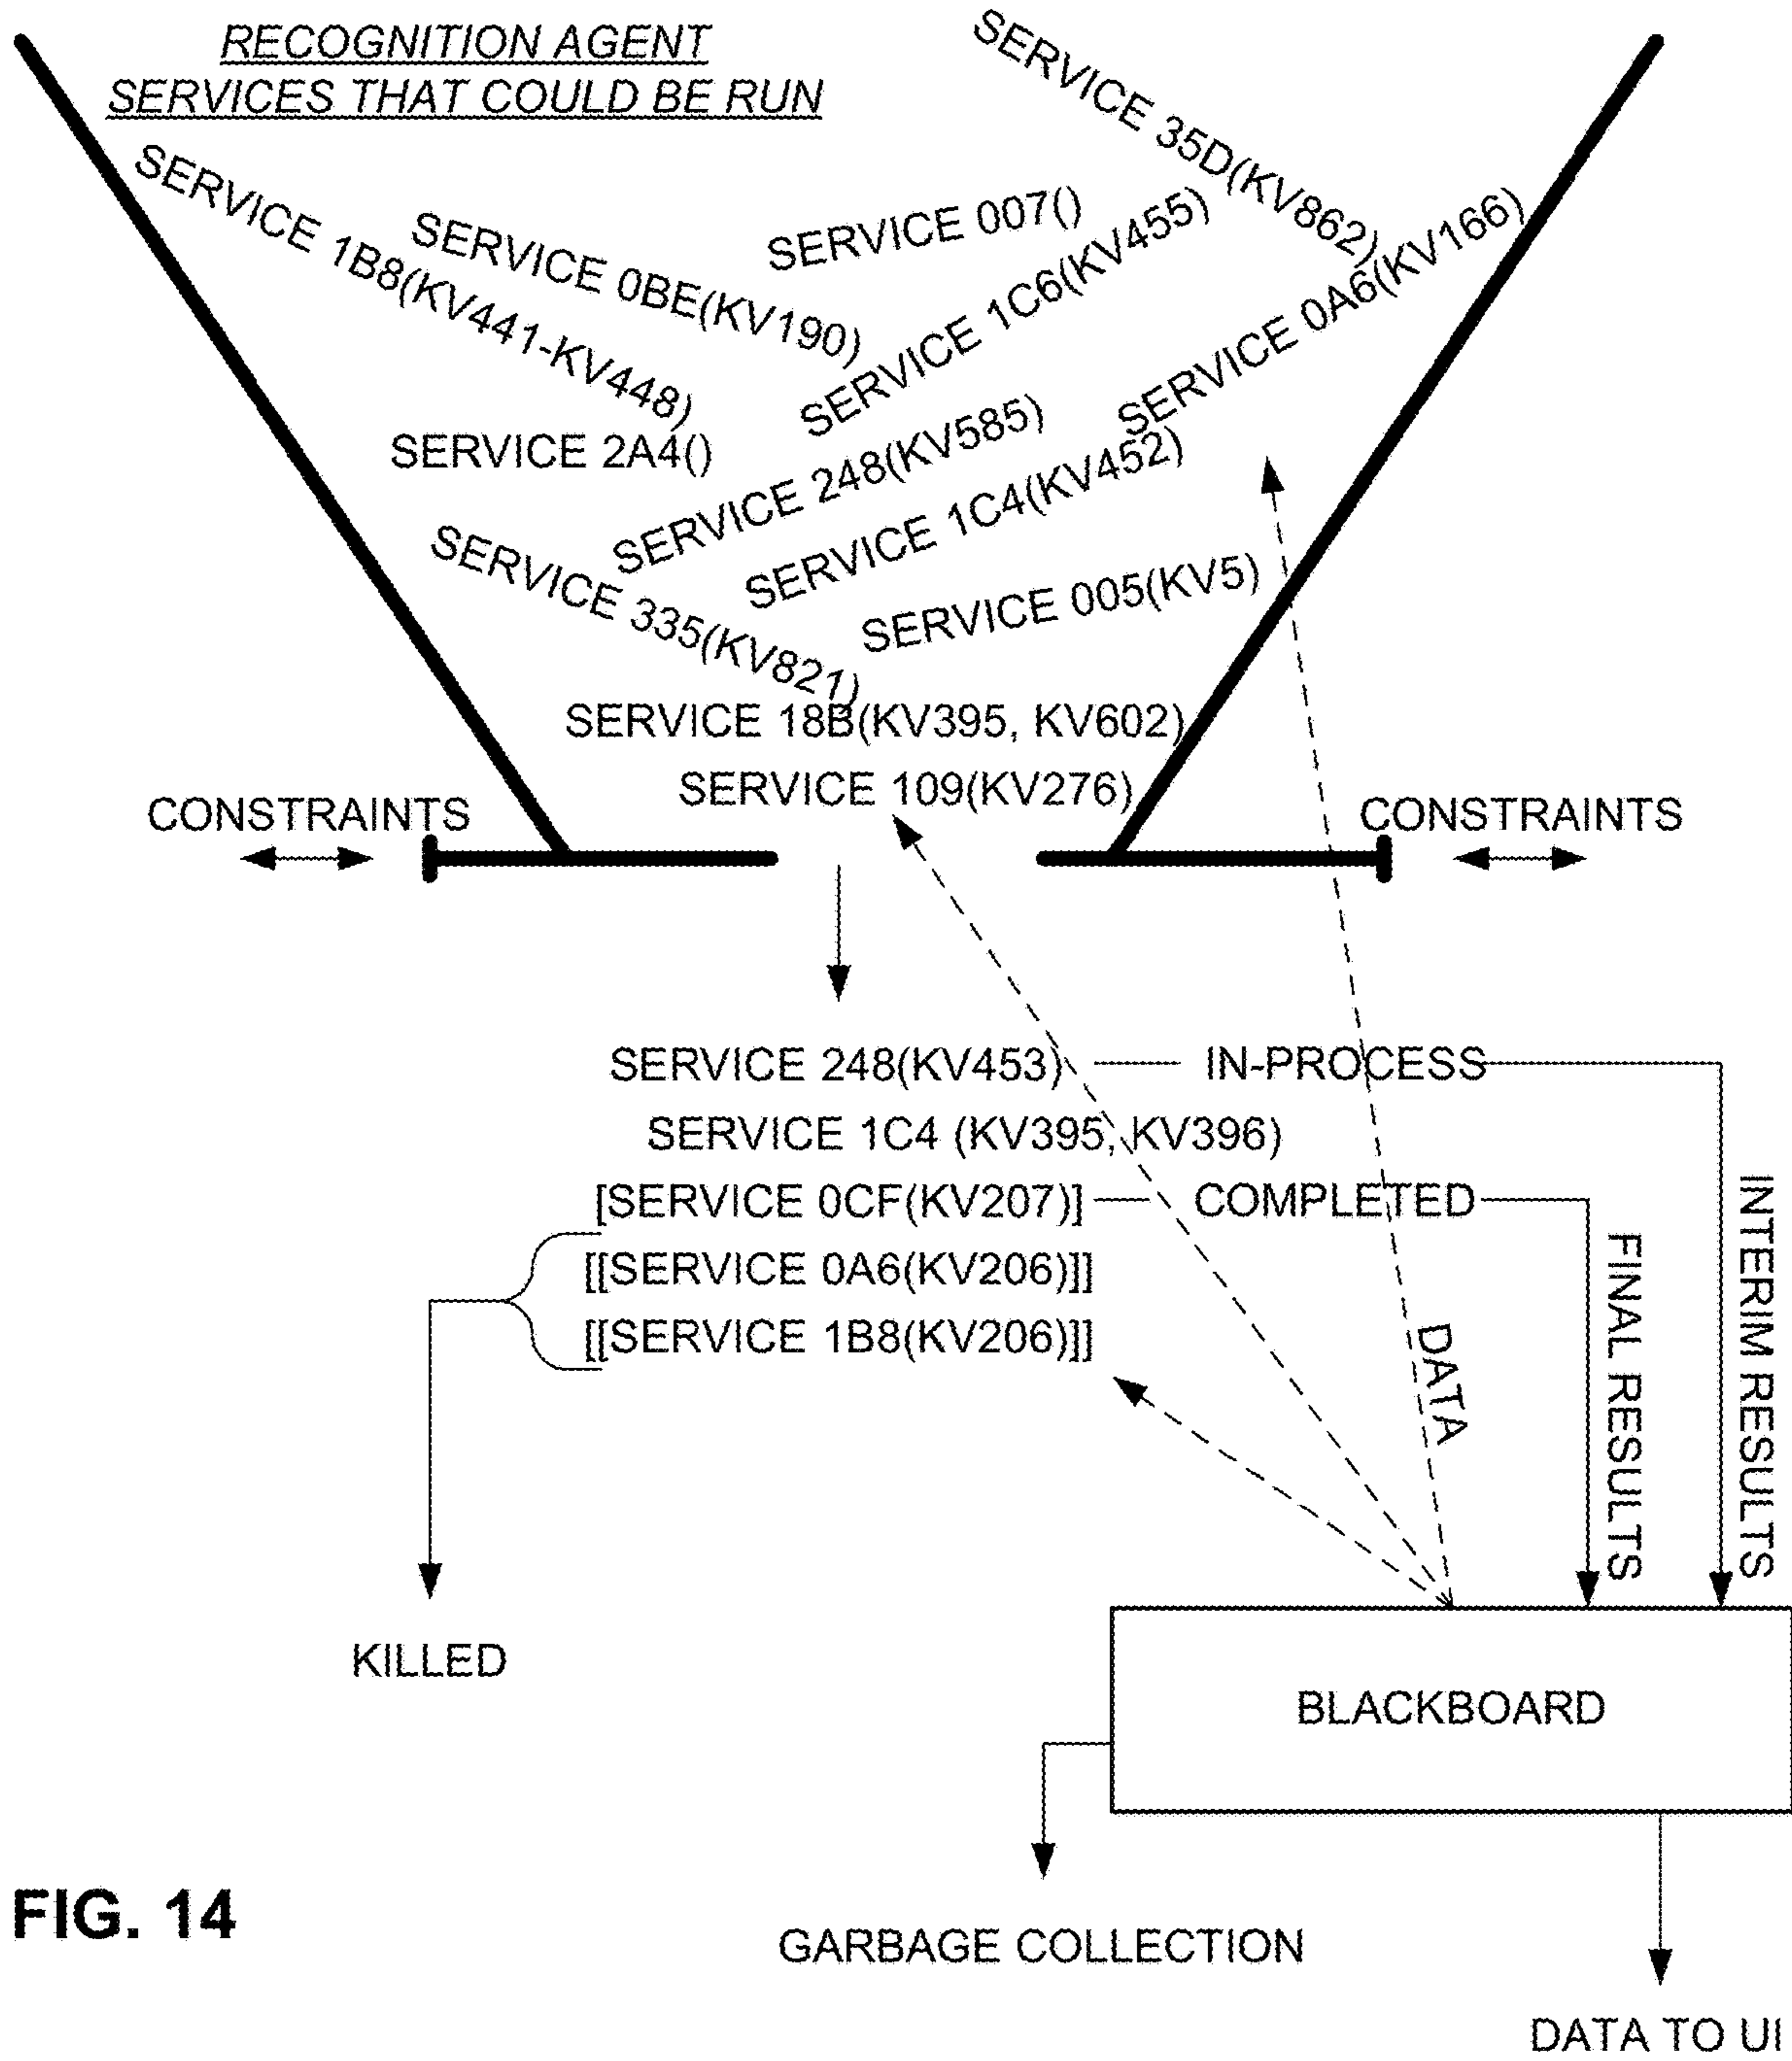 RECOGNITION AGENT
SERVICES THAT COULD BE RUN
SERVICE 35D(KV862)
SERVICE 1B8(KV441-KV448)
SERVICE 0BE(KV190)
SERVICE 007()
SERVICE 1C6(KV455)
SERVICE 0A6(KV166)
SERVICE 2A4()
SERVICE 248(KV585)
SERVICE 1C4(KV452)
SERVICE 335(KV821)
SERVICE 005(KV5)
SERVICE 18B(KV395, KV602)
SERVICE 109(KV276)
CONSTRAINTS
CONSTRAINTS
SERVICE 248(KV453)
IN-PROCESS
SERVICE 1C4 (KV395, KV396)
[SERVICE 0CF(KV207)]
COMPLETED
[[SERVICE 0A6(KV206)]]
[[SERVICE 1B8(KV206)]]
DATA
FINAL RESULTS
INTERIM RESULTS
KILLED
BLACKBOARD
FIG. 14
GARBAGE COLLECTION
DATA TO UI